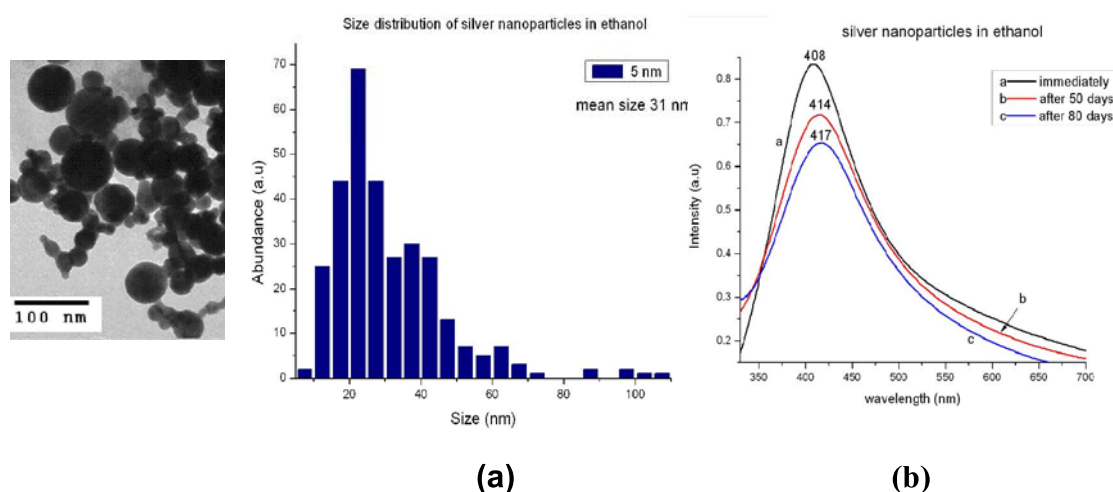 100 nm
Size distribution of silver nanoparticles in ethanol
5 nm
mean size 31 nm
Abundance (a.u)
70
60
50
40
30
20
10
0
20
40
60
80
100
Size (nm)
(a)
silver nanoparticles in ethanol
a immediately
b after 50 days
c after 80 days
408
414
417
a
b
c
Intensity (a.u)
0.8
0.7
0.6
0.5
0.4
0.3
0.2
350
400
450
500
550
600
650
700
wavelength (nm)
(b)